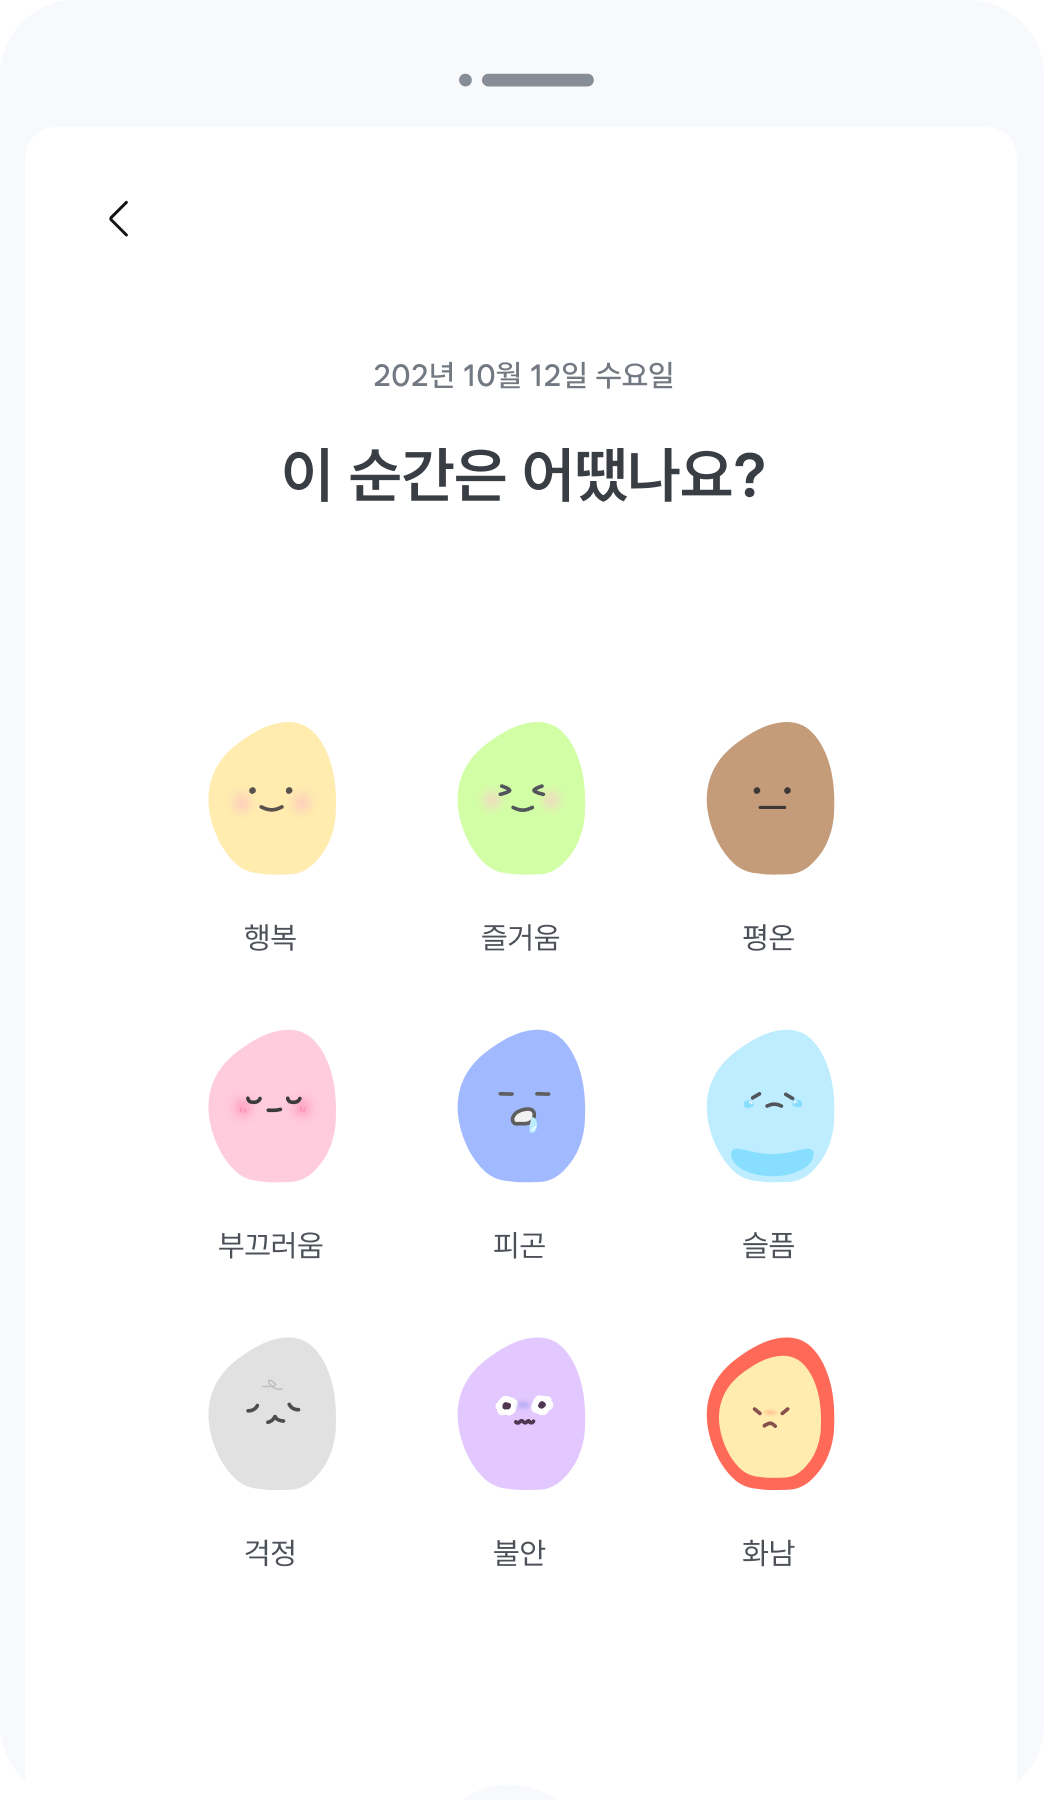 202년 10월 12일 수요일
이 순간은 어땠나요?
행복 즐거움 평온
부끄러움 피곤 슬픔
걱정 불안 화남